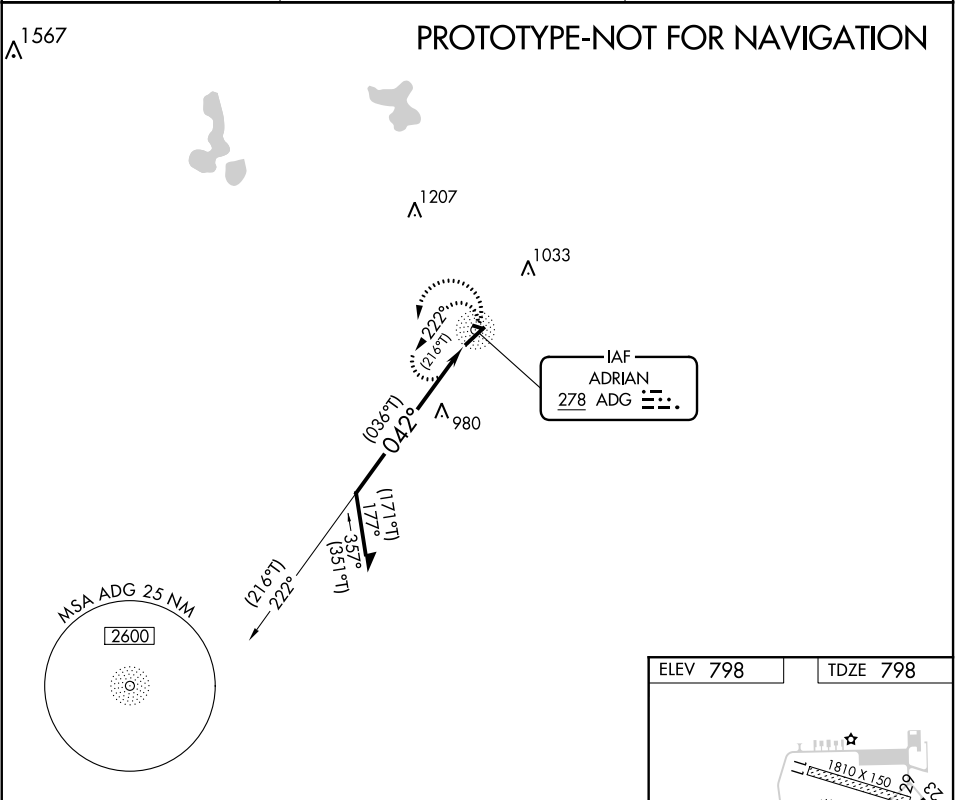 1567
PROTOTYPE-NOT FOR NAVIGATION
1207
1033
222°
(216°T)
IAF
ADRIAN
278 ADG
980
(036°T)
042°
(171°T)
177°
357°
(351°T)
(216°T)
222°
MSA ADG 25 NM
2600
ELEV 798
TDZE 798
11
1810 X 150
29
23